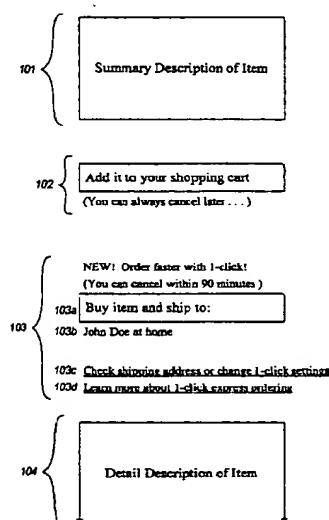 101
Summary Description of Item
102
Add it to your shopping cart
(You can always cancel later . . . )
NEW! Order faster with 1-click!
(You can cancel within 90 minutes )
103
103a Buy item and ship to:
103b John Doe at home
103c Check shipping address or change 1-click settings
103d Learn more about 1-click express ordering
104
Detail Description of Item